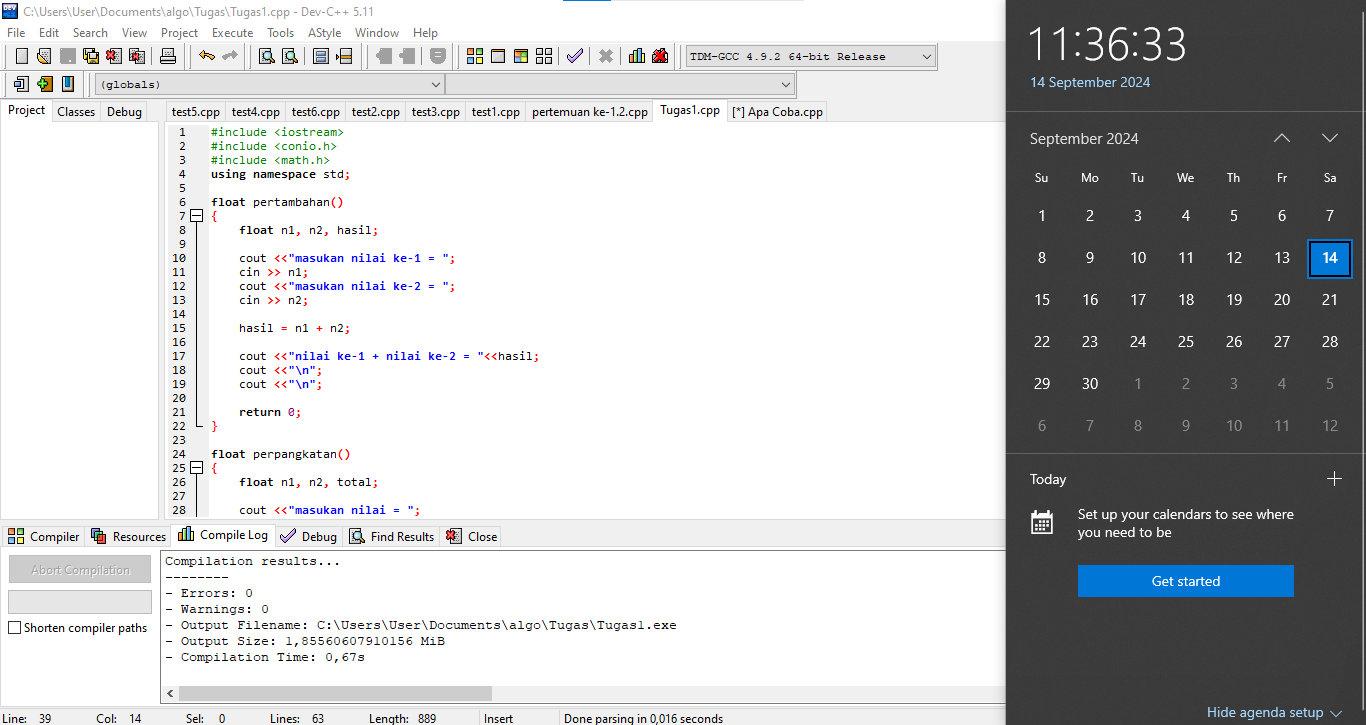 C:\Users\User\Documents\algo\Tugas\Tugas1.cpp - Dev-C++ 5.11
File Edit Search View Project Execute Tools AStyle Window Help
TDM-GCC 4.9.2 64-bit Release
(globals)
Project Classes Debug
test5.cpp test4.cpp test6.cpp test2.cpp test3.cpp test1.cpp pertemuan ke-1.2.cpp Tugas1.cpp [*] Apa Coba.cpp
1 #include <iostream>
2 #include <conio.h>
3 #include <math.h>
4 using namespace std;
5
6 float pertambahan()
7 {
8 float n1, n2, hasil;
9
10 cout <<"masukan nilai ke-1 = ";
11 cin >> n1;
12 cout <<"masukan nilai ke-2 = ";
13 cin >> n2;
14
15 hasil = n1 + n2;
16
17 cout <<"nilai ke-1 + nilai ke-2 = "<<hasil;
18 cout <<"\n";
19 cout <<"\n";
20
21 return 0;
22 }
23
24 float perpangkatan()
25 {
26 float n1, n2, total;
27
28 cout <<"masukan nilai = ";
Compiler Resources Compile Log Debug Find Results Close
Abort Compilation
Shorten compiler paths
Compilation results...
--------
- Errors: 0
- Warnings: 0
- Output Filename: C:\Users\User\Documents\algo\Tugas\Tugas1.exe
- Output Size: 1,85560607910156 MiB
- Compilation Time: 0,67s
Line: 39 Col: 14 Sel: 0 Lines: 63 Length: 889 Insert Done parsing in 0,016 seconds
11:36:33
14 September 2024
September 2024
Su Mo Tu We Th Fr Sa
1 2 3 4 5 6 7
8 9 10 11 12 13 14
15 16 17 18 19 20 21
22 23 24 25 26 27 28
29 30 1 2 3 4 5
6 7 8 9 10 11 12
Today
Set up your calendars to see where
you need to be
Get started
Hide agenda setup